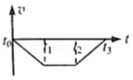 v
t₀ t₁ t₂ t₃ t